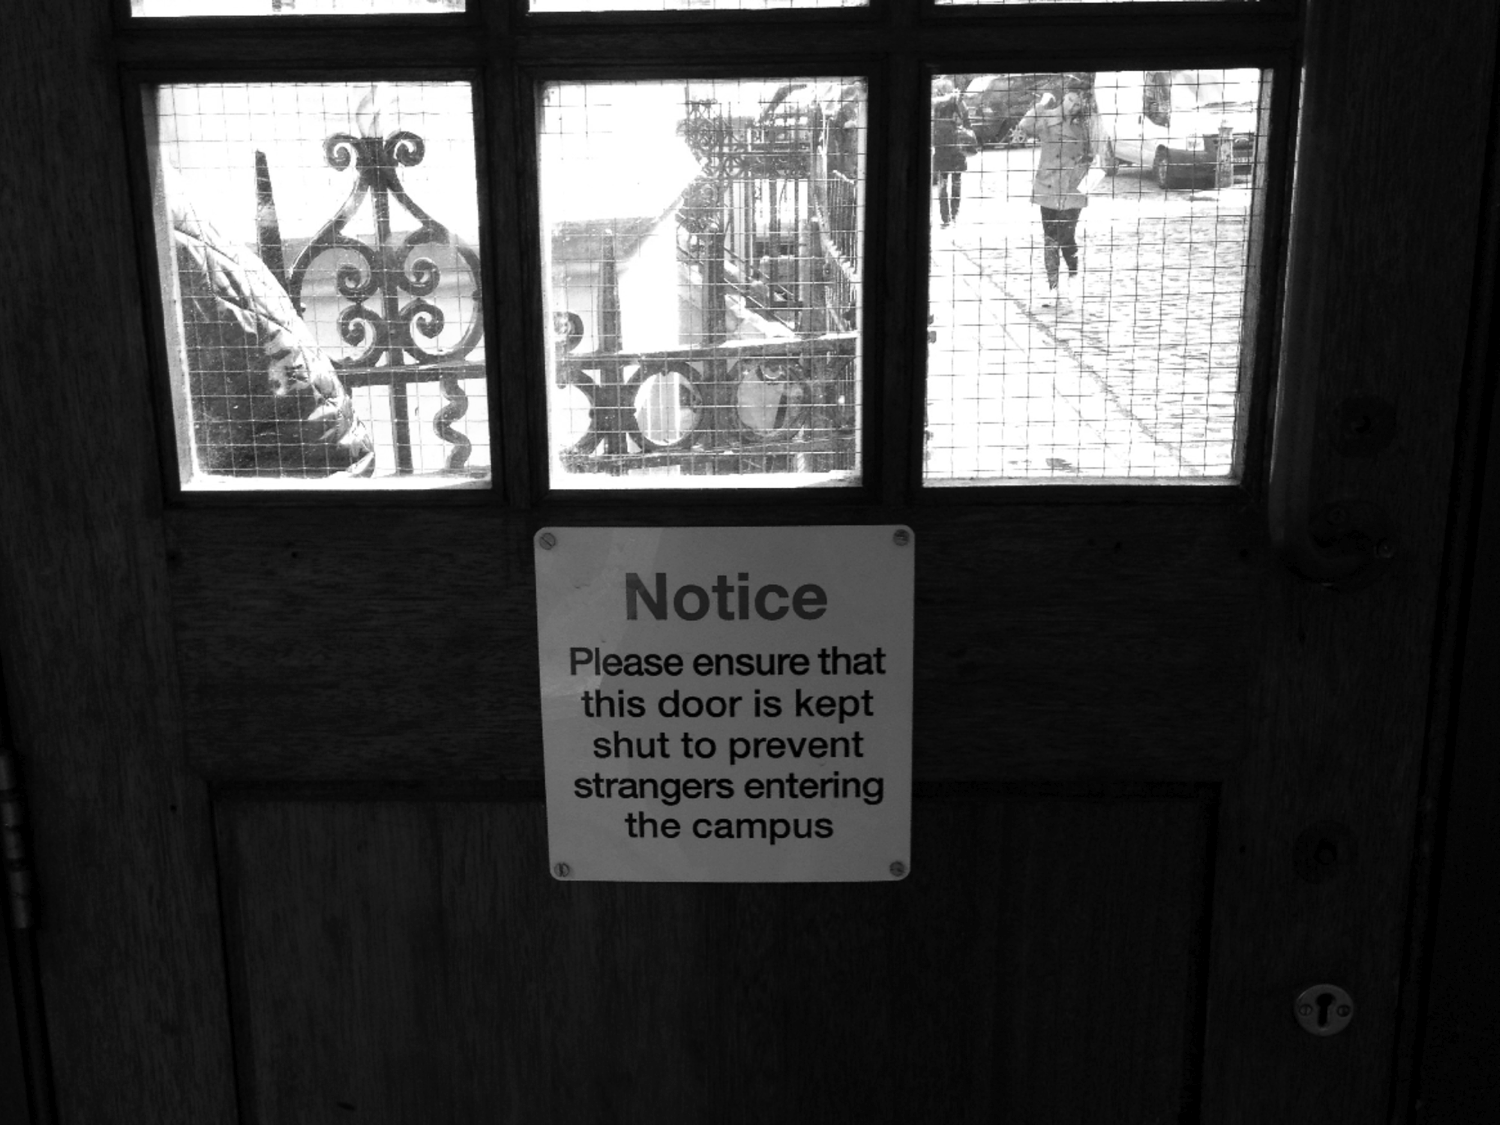 Notice
Please ensure that
this door is kept
shut to prevent
strangers entering
the campus